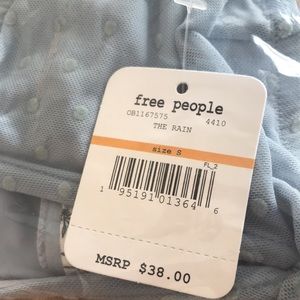 free people
OB1167575 4410
THE RAIN
size S
FL_2
1 95191 01364 6
MSRP $38.00